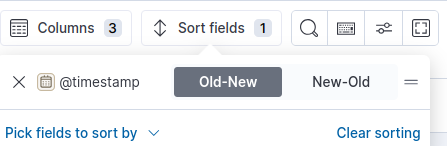 Columns 3 Sort fields 1
@timestamp Old-New New-Old
Pick fields to sort by Clear sorting